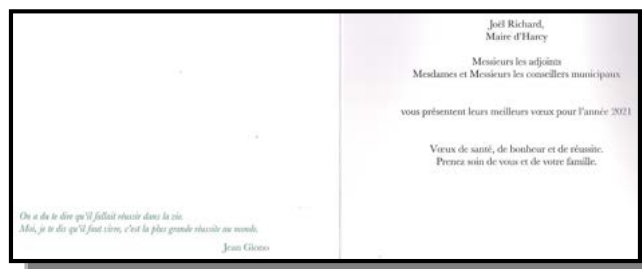 On a du te dire qu'il fallait réussir dans la vie.
Moi, je te dis qu'il faut vivre, c'est la plus grande réussite au monde.
Jean Giono
Joël Richard,
Maire d'Harcy
Messieurs les adjoints
Mesdames et Messieurs les conseillers municipaux
vous présentent leurs meilleurs vœux pour l'année 2021
Vœux de santé, de bonheur et de réussite.
Prenez soin de vous et de votre famille.